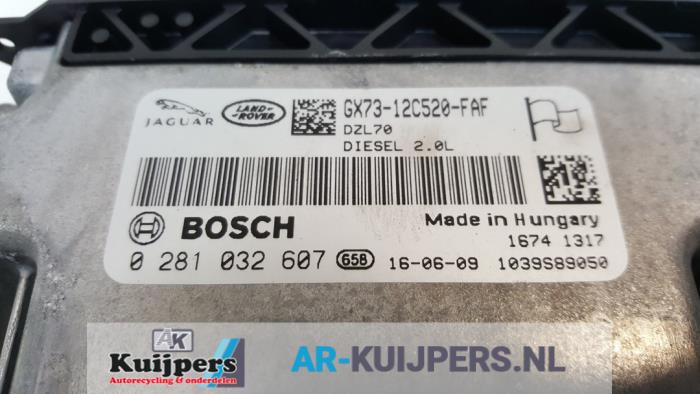 JAGUAR
LAND-
ROVER
GX73-12C520-FAF
DZL70
DIESEL 2.0L
BOSCH
Made in Hungary
1674 1317
0 281 032 607 658 16-06-09 1039S89050
AK
Kuijpers
Autorecycling & onderdelen
AR-KUIJPERS.NL